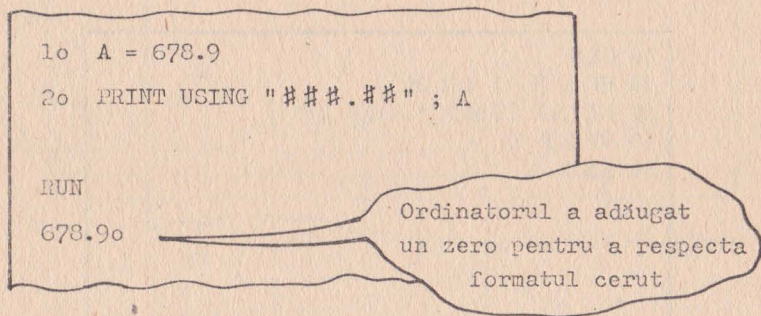 1o A = 678.9
2o PRINT USING "###.##" ; A
RUN
678.9o
Ordinatorul a adăugat
un zero pentru a respecta
formatul cerut